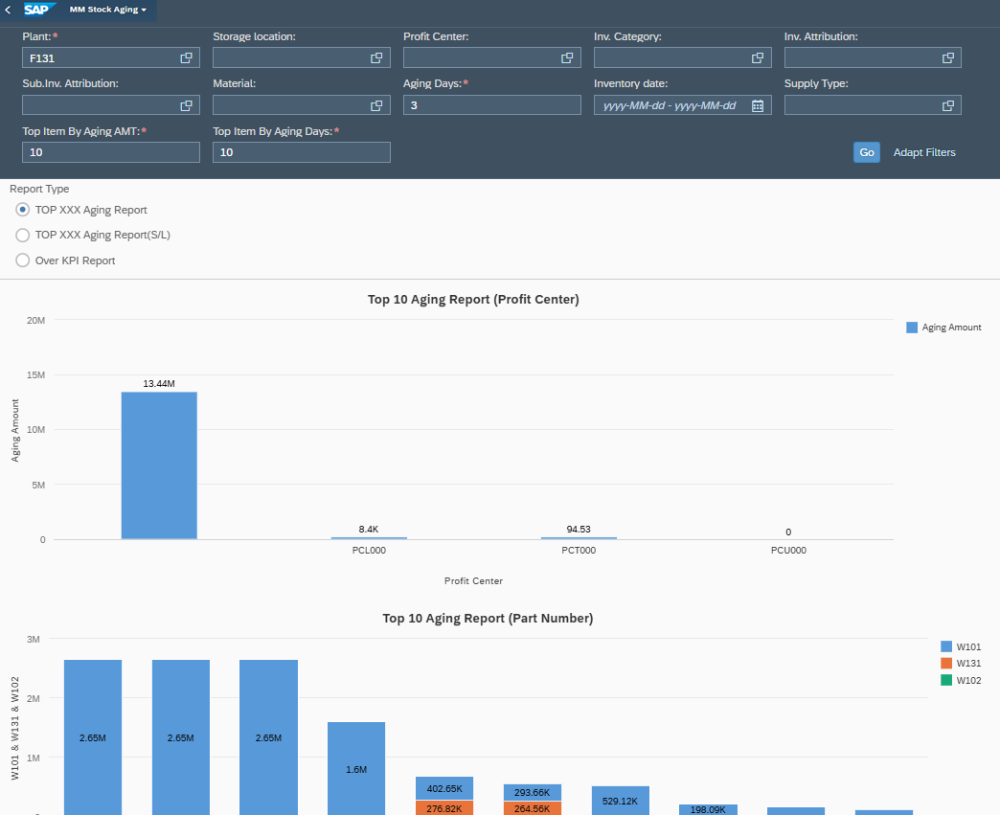 SAP MM Stock Aging
Plant:* Storage location: Profit Center: Inv. Category: Inv. Attribution:
F131
Sub.Inv. Attribution: Material: Aging Days:* Inventory date: Supply Type:
3 yyyy-MM-dd - yyyy-MM-dd
Top Item By Aging AMT:* Top Item By Aging Days:*
10 10 Go Adapt Filters
Report Type
TOP XXX Aging Report
TOP XXX Aging Report(S/L)
Over KPI Report
Top 10 Aging Report (Profit Center)
20M
Aging Amount
15M
13.44M
Aging Amount
10M
5M
8.4K 94.53 0
0
PCL000 PCT000 PCU000
Profit Center
Top 10 Aging Report (Part Number)
3M
W101
W131
W102
W101 & W131 & W102
2M
2.65M 2.65M 2.65M
1M
1.6M
402.65K 293.66K
529.12K
276.82K 264.56K 198.09K